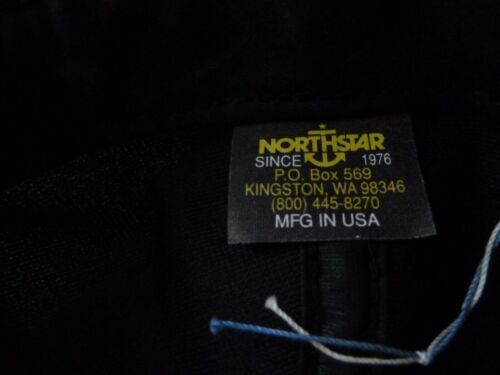 NORTHSTAR
SINCE 1976
P.O. Box 569
KINGSTON, WA 98346
(800) 445-8270
MFG IN USA